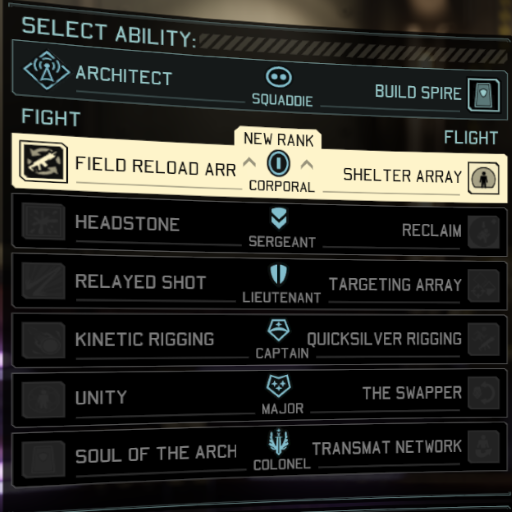 SELECT ABILITY:
ARCHITECT SQUADDIE BUILD SPIRE
FIGHT FLIGHT
NEW RANK
FIELD RELOAD ARR CORPORAL SHELTER ARRAY
HEADSTONE SERGEANT RECLAIM
RELAYED SHOT LIEUTENANT TARGETING ARRAY
KINETIC RIGGING CAPTAIN QUICKSILVER RIGGING
UNITY MAJOR THE SWAPPER
SOUL OF THE ARCH COLONEL TRANSMAT NETWORK